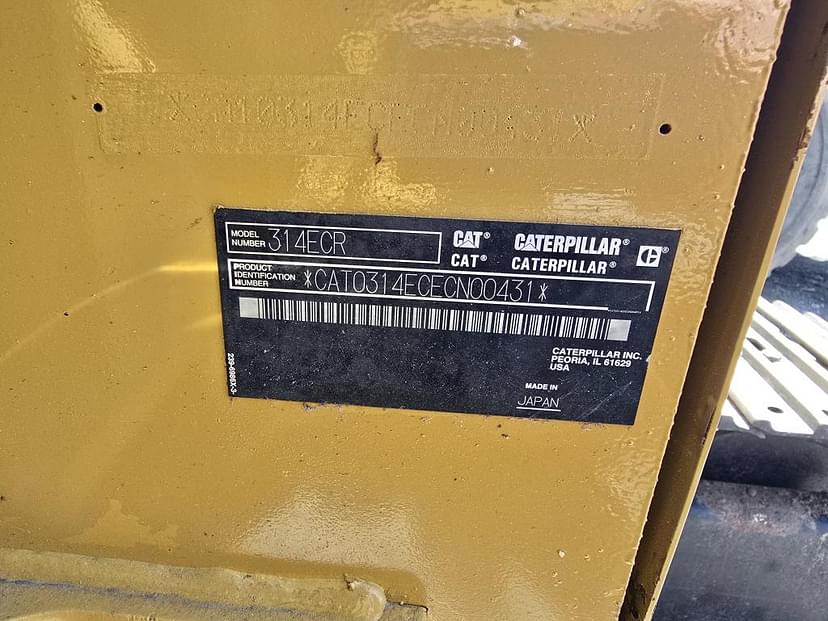 MODEL NUMBER 314ECR
CAT® CATERPILLAR®
CAT® CATERPILLAR®
PRODUCT IDENTIFICATION NUMBER *CAT0314ECECN00431*
CATERPILLAR INC.
PEORIA, IL 61629
USA
MADE IN
JAPAN